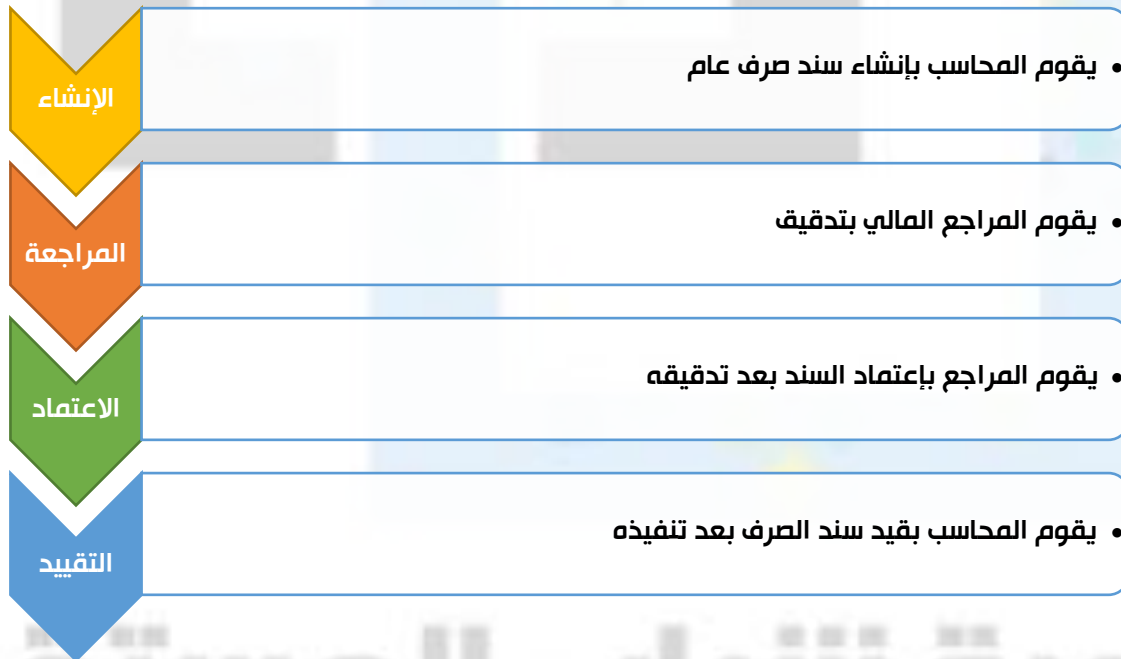 الإنشاء
• يقوم المحاسب بإنشاء سند صرف عام
المراجعة
• يقوم المراجع المالي بتدقيق
الاعتماد
• يقوم المراجع بإعتماد السند بعد تدقيقه
التقييد
• يقوم المحاسب بقيد سند الصرف بعد تنفيذه